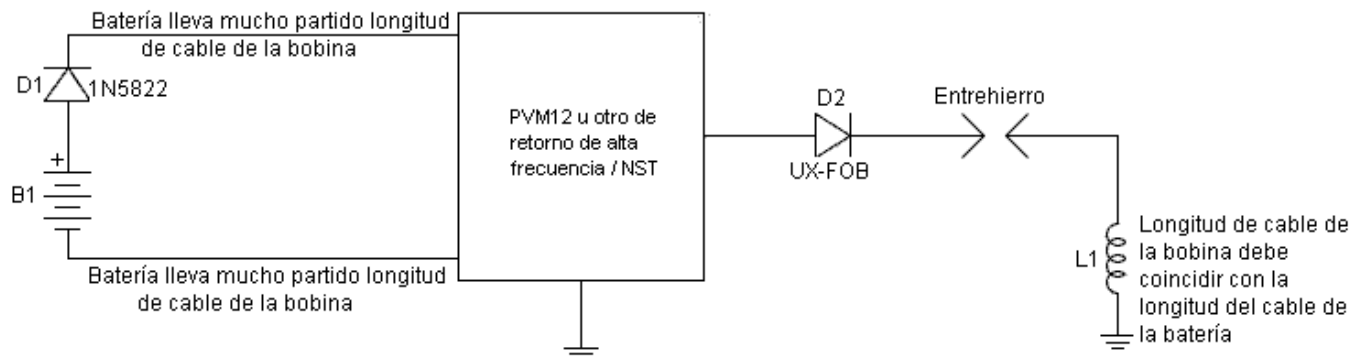 Batería lleva mucho partido longitud
de cable de la bobina
D1
1N5822
+
B1
Batería lleva mucho partido longitud
de cable de la bobina
PVM12 u otro de
retorno de alta
frecuencia / NST
D2
UX-FOB
Entrehierro
L1
Longitud de cable de
la bobina debe
coincidir con la
longitud del cable de
la batería